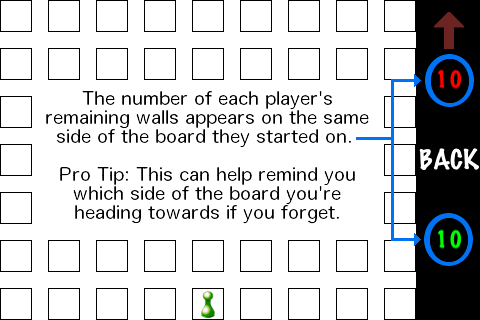 The number of each player's
remaining walls appears on the same
side of the board they started on.
Pro Tip: This can help remind you
which side of the board you're
heading towards if you forget.
10
BACK
10